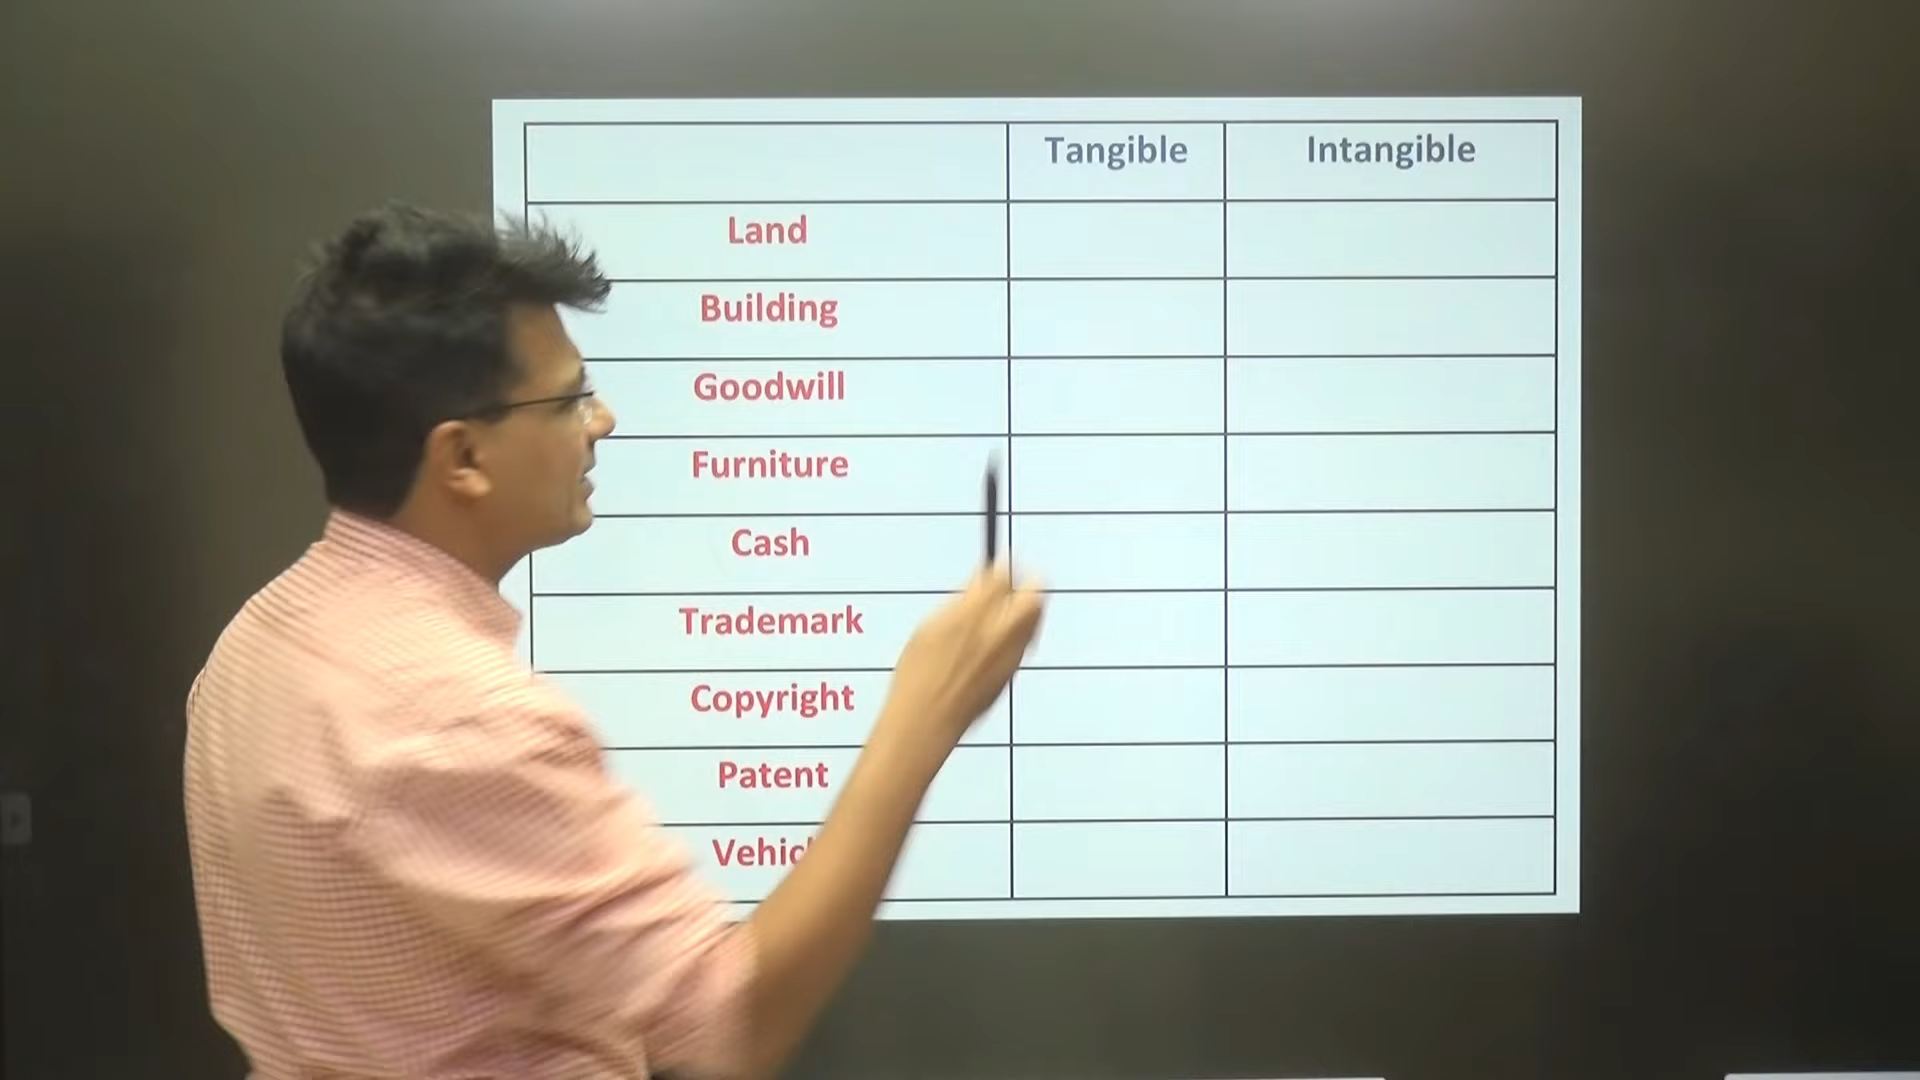 Tangible Intangible
Land
Building
Goodwill
Furniture
Cash
Trademark
Copyright
Patent